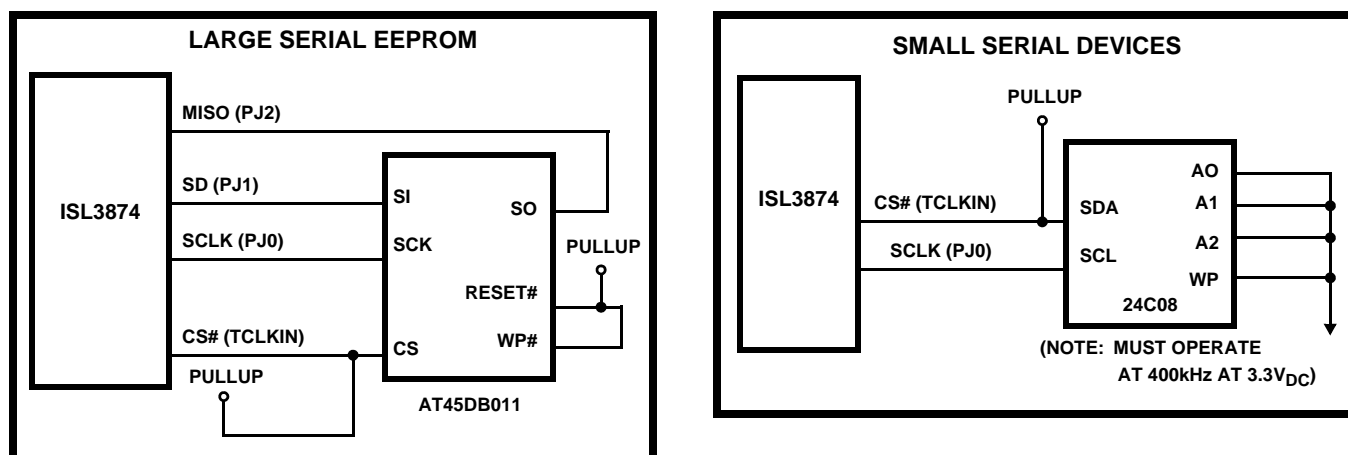 LARGE SERIAL EEPROM
MISO (PJ2)
SD (PJ1)
ISL3874
SI
SO
SCLK (PJ0)
SCK
PULLUP
RESET#
CS# (TCLKIN)
CS
WP#
PULLUP
AT45DB011
SMALL SERIAL DEVICES
PULLUP
AO
ISL3874
CS# (TCLKIN)
SDA
A1
A2
SCLK (PJ0)
SCL
WP
24C08
(NOTE: MUST OPERATE
AT 400kHz AT 3.3VDC)